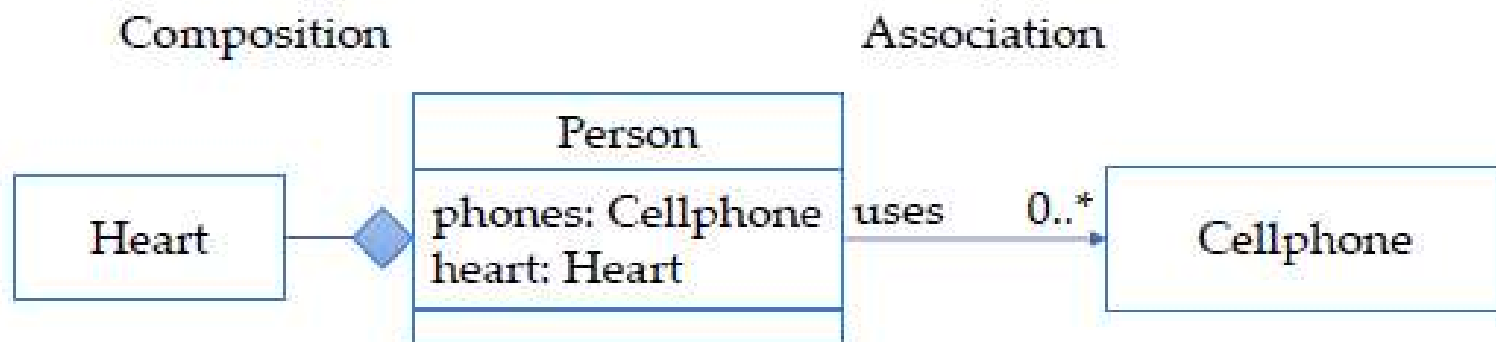 Composition
Association
Person
Heart
phones: Cellphone
heart: Heart
uses
0..*
Cellphone